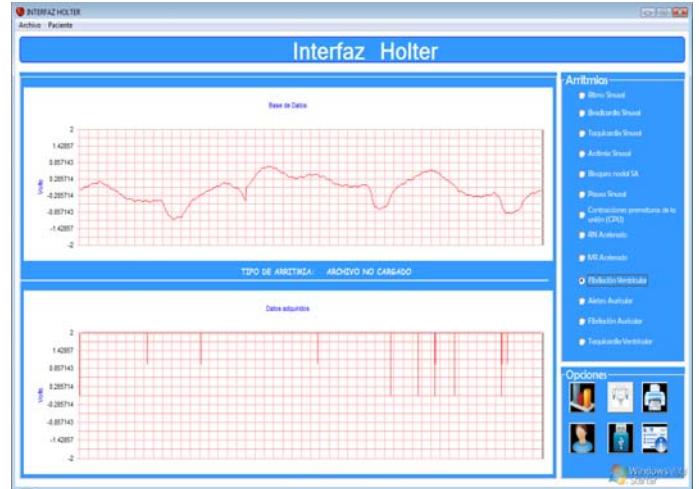 INTERFAZ HOLTER
Archivo Paciente
Interfaz Holter
Base de Datos
2
1.42857
0.857143
0.285714
-0.285714
-0.857143
-1.42857
-2
Volts
TIPO DE ARRITMIA: ARCHIVO NO CARGADO
Datos adquiridos
2
1.42857
0.857143
0.285714
-0.285714
-0.857143
-1.42857
-2
Volts
Arritmias
Ritmo Sinusal
Bradicardia Sinusal
Taquicardia Sinusal
Arritmia Sinusal
Bloqueo nodal SA
Pausa Sinusal
Contracciones prematuras de la
unión (CPU)
RN Acelerado
MR Acelerado
Fibrilación Ventricular
Aleteo Auricular
Fibrilación Auricular
Taquicardia Ventricular
Opciones
Windows
Starter